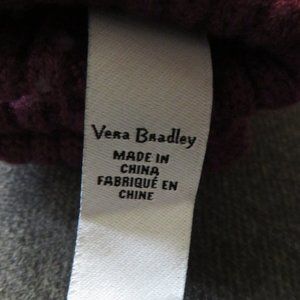 Vera Bradley
MADE IN
CHINA
FABRIQUÉ EN
CHINE